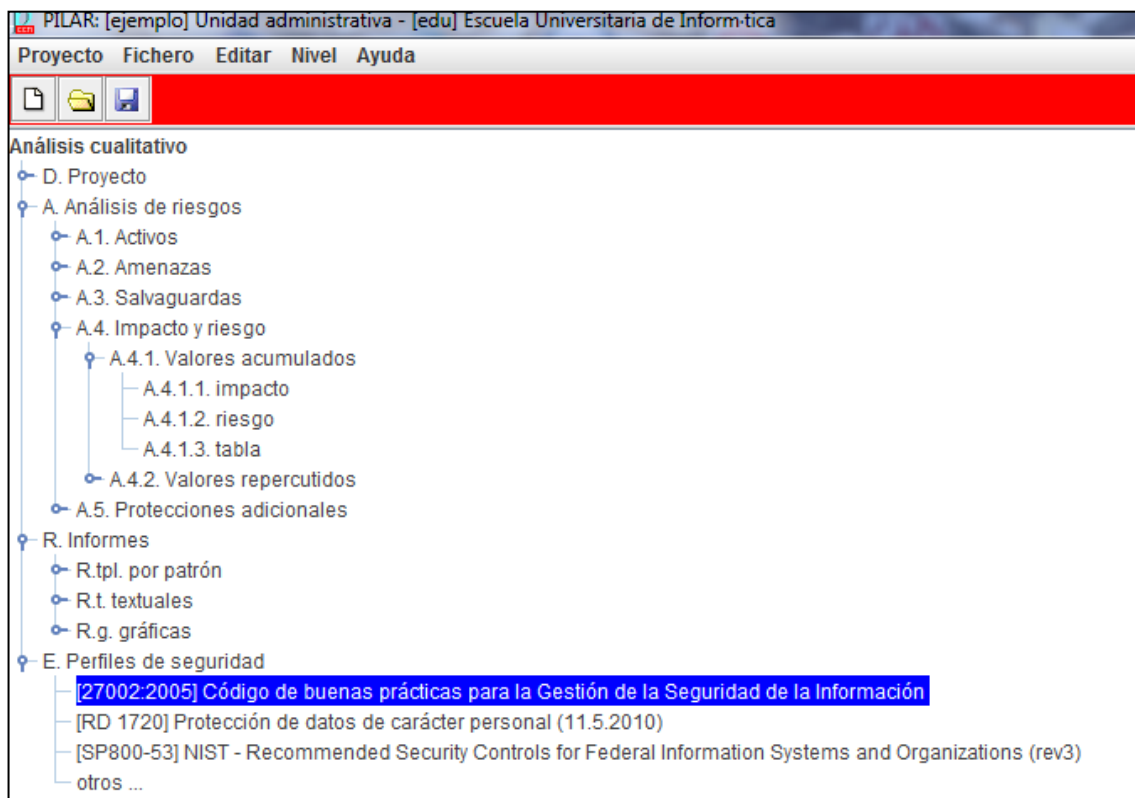 PILAR: [ejemplo] Unidad administrativa - [edu] Escuela Universitaria de Inform·tica
Proyecto Fichero Editar Nivel Ayuda
Análisis cualitativo
D. Proyecto
A. Análisis de riesgos
A.1. Activos
A.2. Amenazas
A.3. Salvaguardas
A.4. Impacto y riesgo
A.4.1. Valores acumulados
A.4.1.1. impacto
A.4.1.2. riesgo
A.4.1.3. tabla
A.4.2. Valores repercutidos
A.5. Protecciones adicionales
R. Informes
R.tpl. por patrón
R.t. textuales
R.g. gráficas
E. Perfiles de seguridad
[27002:2005] Código de buenas prácticas para la Gestión de la Seguridad de la Información
[RD 1720] Protección de datos de carácter personal (11.5.2010)
[SP800-53] NIST - Recommended Security Controls for Federal Information Systems and Organizations (rev3)
otros ...